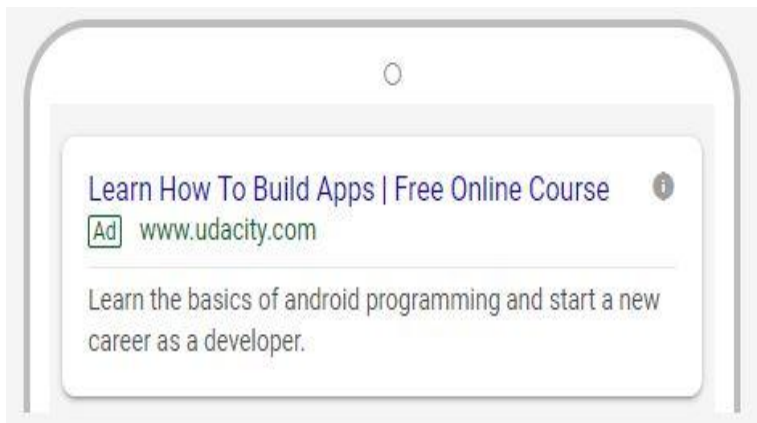 Learn How To Build Apps | Free Online Course
Ad www.udacity.com
Learn the basics of android programming and start a new
career as a developer.